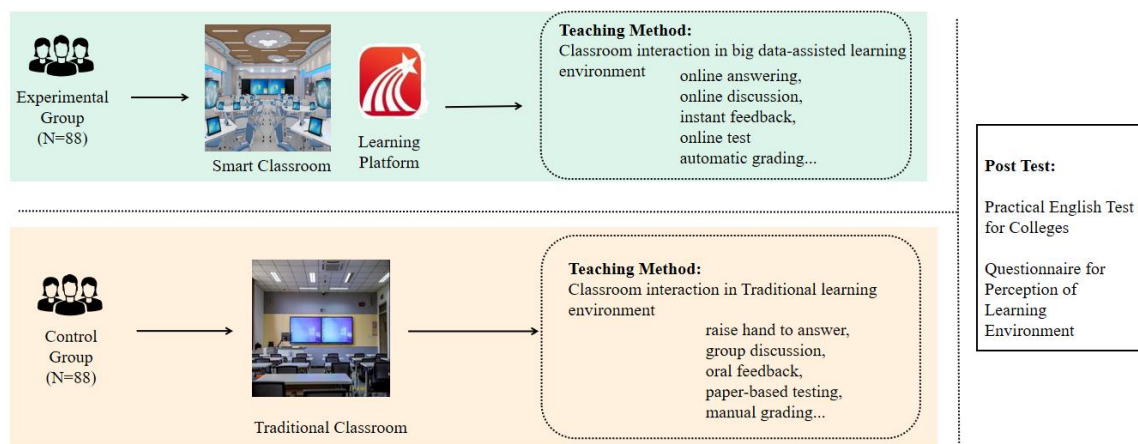 Experimental
Group
(N=88)
Smart Classroom
Learning
Platform
Teaching Method:
Classroom interaction in big data-assisted learning
environment
online answering,
online discussion,
instant feedback,
online test
automatic grading...
Control
Group
(N=88)
Traditional Classroom
Teaching Method:
Classroom interaction in Traditional learning
environment
raise hand to answer,
group discussion,
oral feedback,
paper-based testing,
manual grading...
Post Test:
Practical English Test
for Colleges
Questionnaire for
Perception of
Learning
Environment